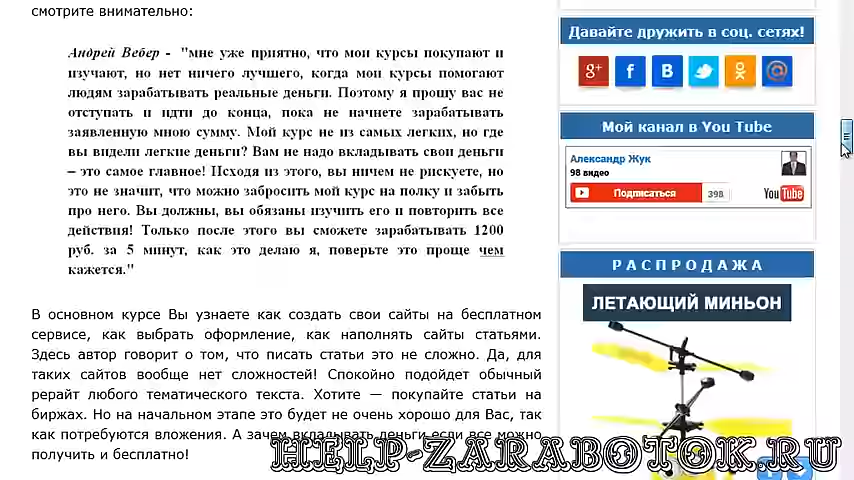 смотрите внимательно:
Андрей Вебер - "мне уже приятно, что мои курсы покупают и
изучают, но нет ничего лучшего, когда мои курсы помогают
людям зарабатывать реальные деньги. Поэтому я прошу вас не
отступать и идти до конца, пока не начнете зарабатывать
заявленную мною сумму. Мой курс не из самых легких, но где
вы видели легкие деньги? Вам не надо вкладывать свои деньги
– это самое главное! Исходя из этого, вы ничем не рискуете, но
это не значит, что можно забросить мой курс на полку и забыть
про него. Вы должны, вы обязаны изучить его и повторить все
действия! Только после этого вы сможете зарабатывать 1200
руб. за 5 минут, как это делаю я, поверьте это проще чем
кажется."
В основном курсе Вы узнаете как создать свои сайты на бесплатном
сервисе, как выбрать оформление, как наполнять сайты статьями.
Здесь автор говорит о том, что писать статьи это не сложно. Да, для
таких сайтов вообще нет сложностей! Спокойно подойдет обычный
рерайт любого тематического текста. Хотите — покупайте статьи на
биржах. Но на начальном этапе это будет не очень хорошо для Вас, так
как потребуются вложения. А зачем вкладывать деньги если все можно
получить и бесплатно!
Давайте дружить в соц. сетях!
g+ f B @
Мой канал в You Tube
Александр Жук
98 видео
Подписаться 398 YouTube
РАСПРОДАЖА
ЛЕТАЮЩИЙ МИНЬОН
HELP-ZARABOTOK.RU